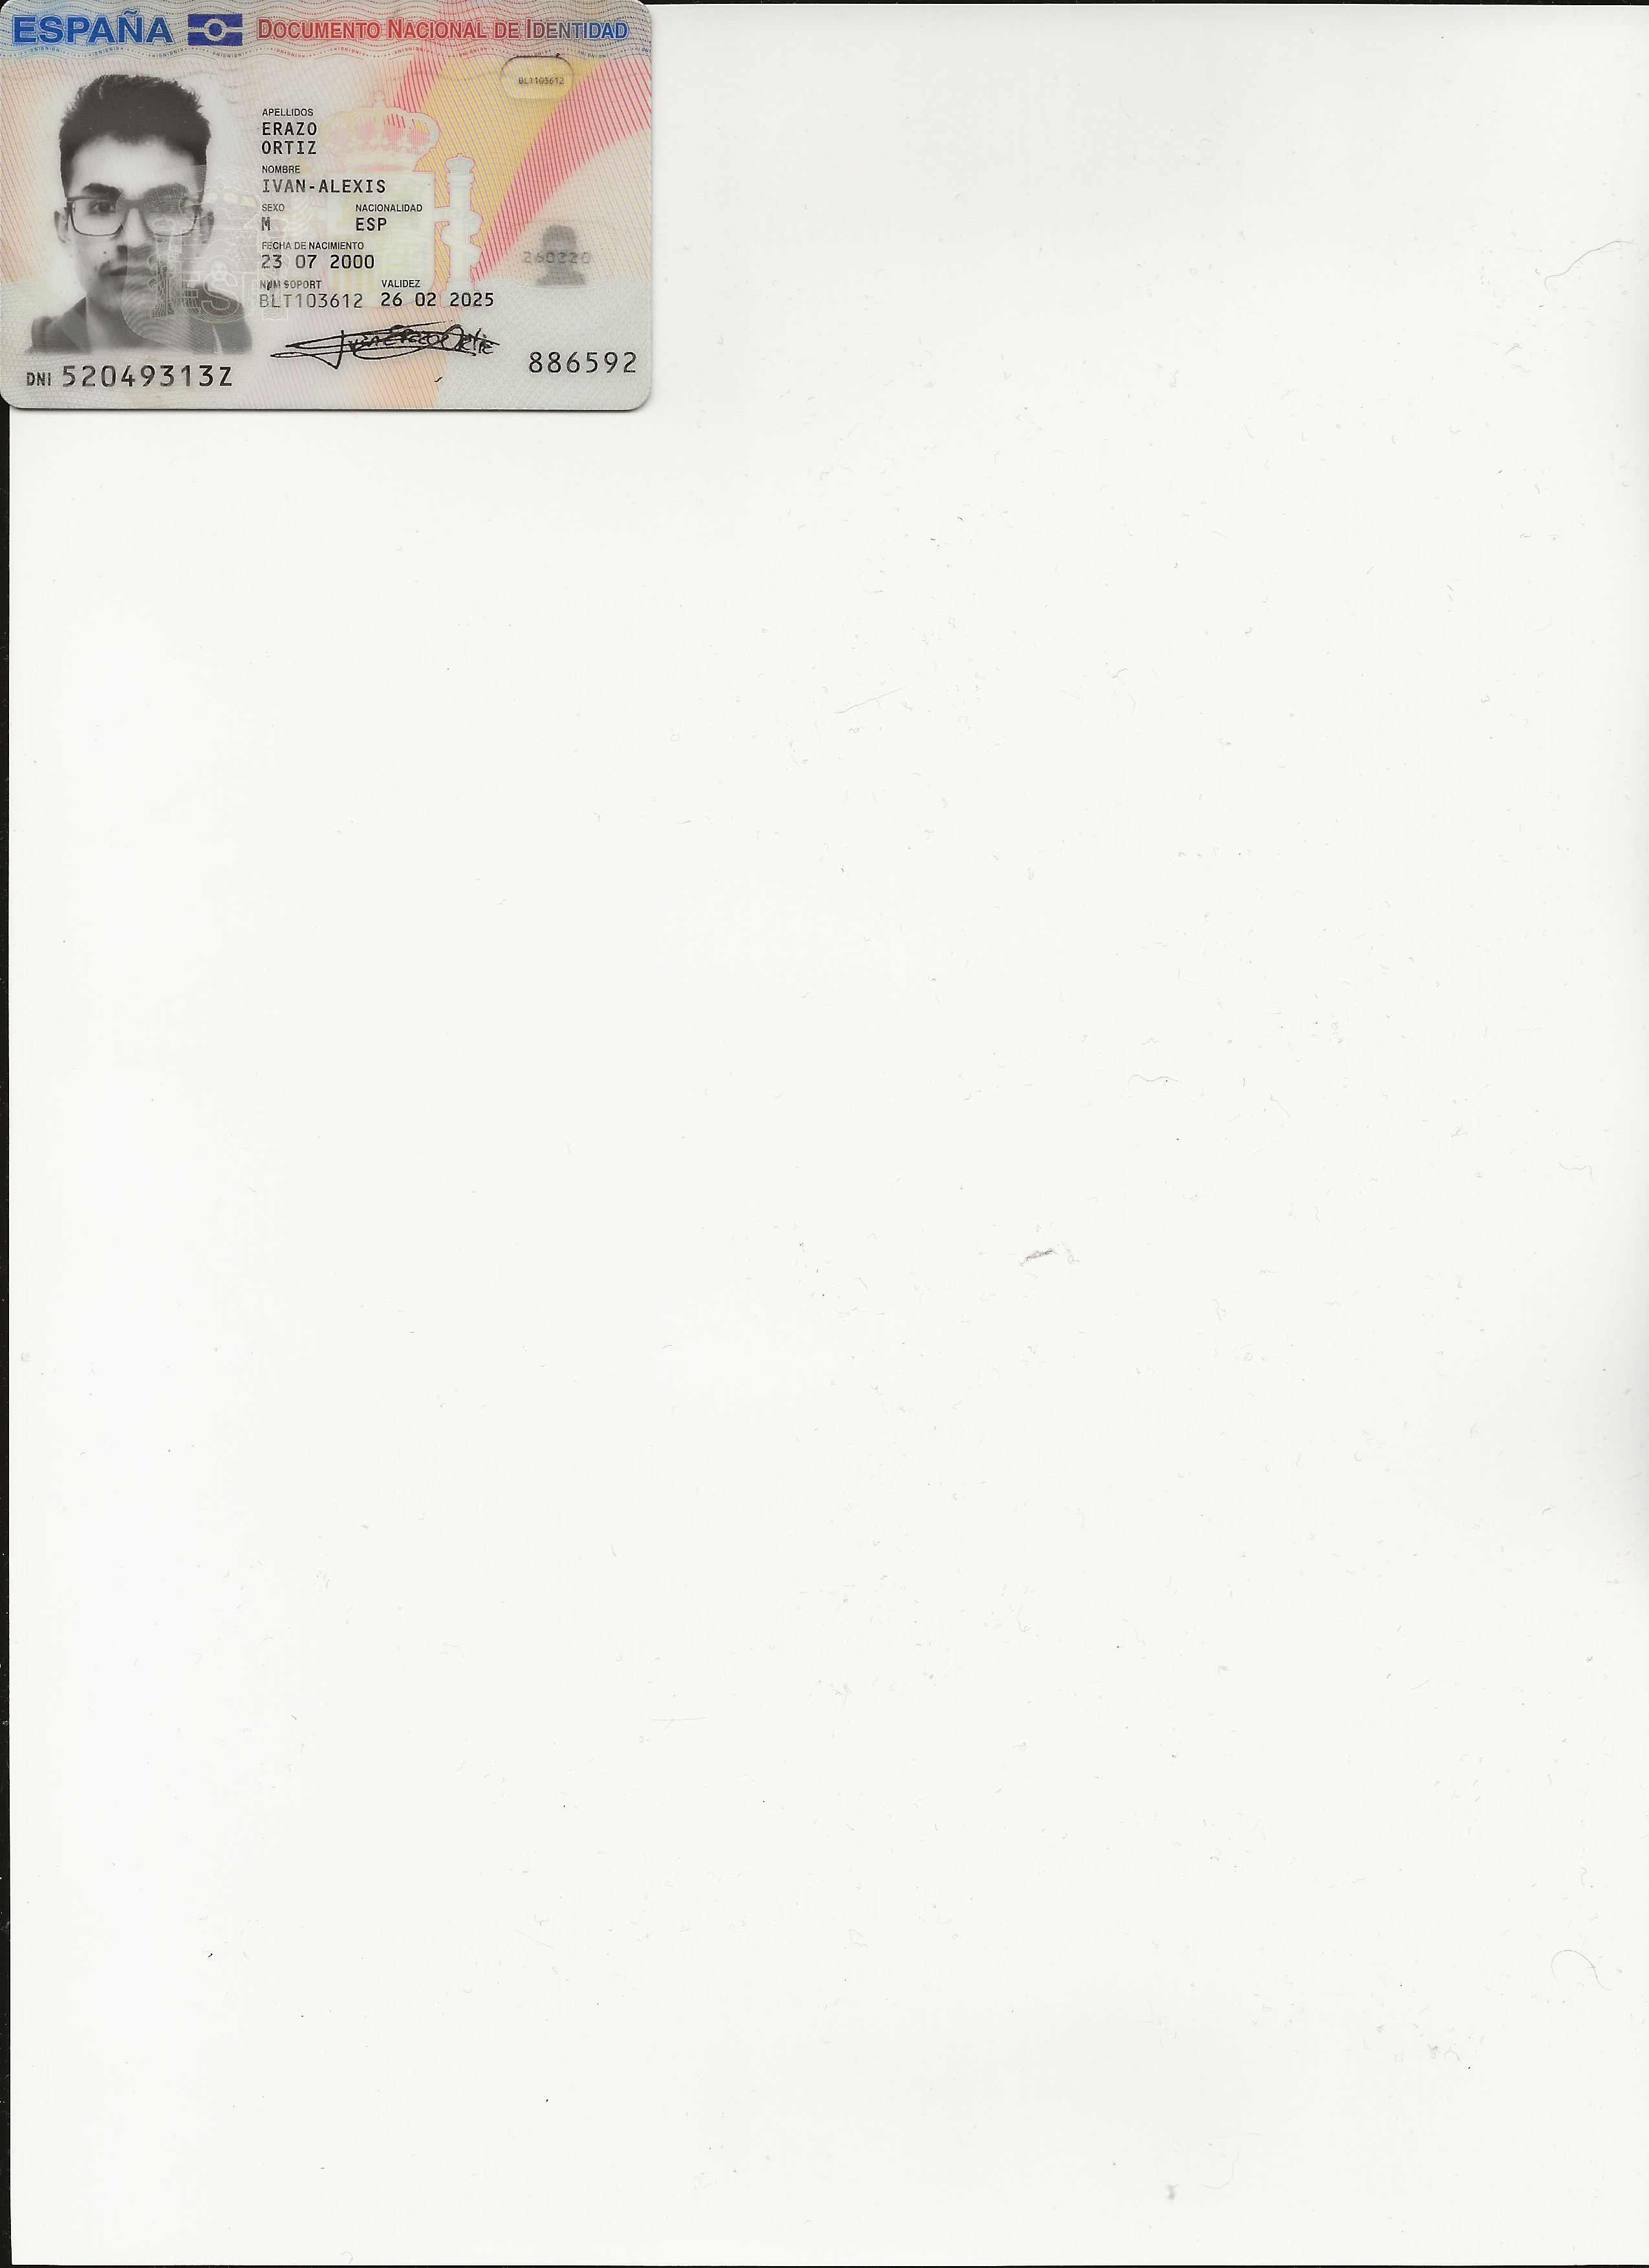 ESPAÑA DOCUMENTO NACIONAL DE IDENTIDAD
BLT103612
APELLIDOS
ERAZO
ORTIZ
NOMBRE
IVAN-ALEXIS
SEXO NACIONALIDAD
M ESP
FECHA DE NACIMIENTO
23 07 2000
NUM SOPORT VALIDEZ
BLT103612 26 02 2025
DNI 52049313Z
886592